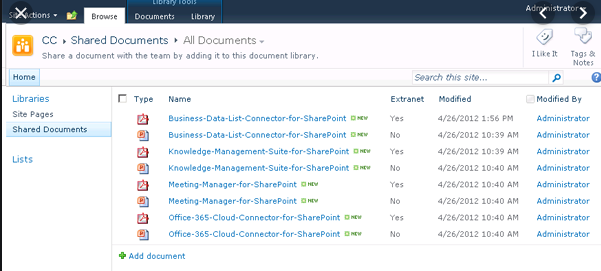 Library Tools
Site Actions Browse Documents Library Administrator
CC Shared Documents All Documents
Share a document with the team by adding it to this document library.
I Like It Tags & Notes
Home Search this site...
Libraries
Site Pages
Shared Documents
Lists
Type Name Extranet Modified Modified By
Business-Data-List-Connector-for-SharePoint NEW Yes 4/26/2012 1:56 PM Administrator
Business-Data-List-Connector-for-SharePoint NEW No 4/26/2012 10:39 AM Administrator
Knowledge-Management-Suite-for-SharePoint NEW Yes 4/26/2012 10:39 AM Administrator
Knowledge-Management-Suite-for-SharePoint NEW No 4/26/2012 10:40 AM Administrator
Meeting-Manager-for-SharePoint NEW Yes 4/26/2012 10:40 AM Administrator
Meeting-Manager-for-SharePoint NEW No 4/26/2012 10:40 AM Administrator
Office-365-Cloud-Connector-for-SharePoint NEW Yes 4/26/2012 10:40 AM Administrator
Office-365-Cloud-Connector-for-SharePoint NEW No 4/26/2012 10:40 AM Administrator
Add document